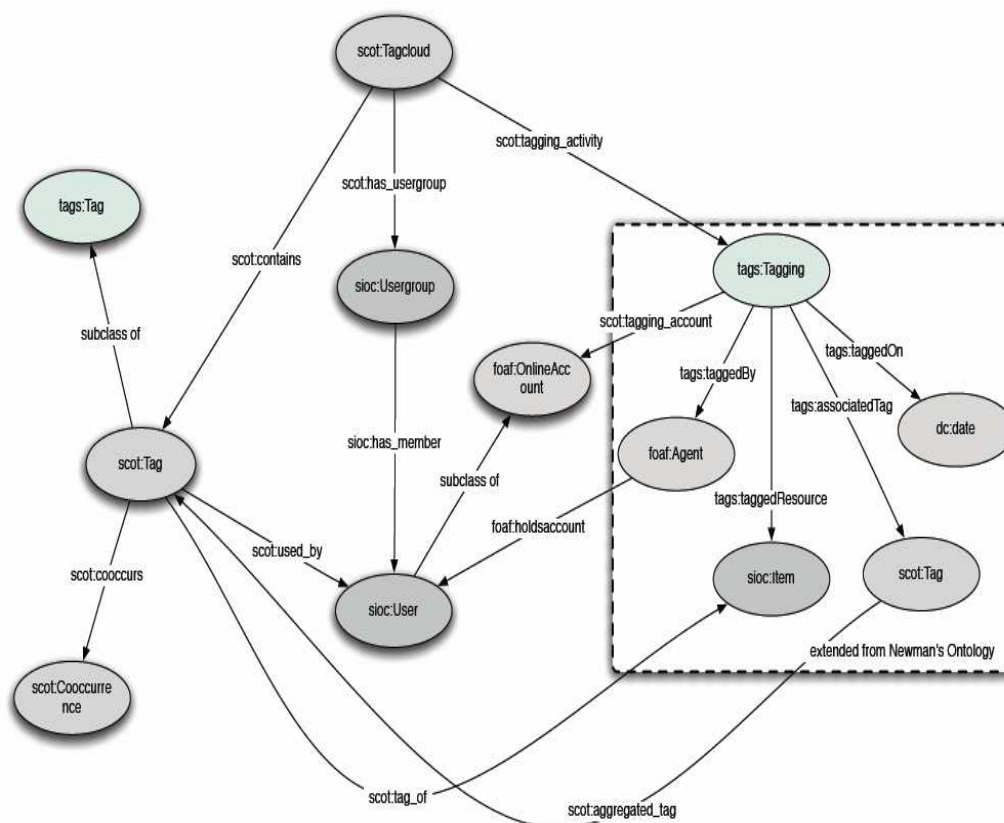 scot:Tagcloud
scot:tagging_activity
scot:has_usergroup
tags:Tag
scot:contains
tags:Tagging
sioc:Usergroup
scot:tagging_account
subclass of
tags:taggedOn
foaf:OnlineAcc
ount
tags:taggedBy
tags:associatedTag
dc:date
sioc:has_member
foaf:Agent
scot:Tag
subclass of
tags:taggedResource
foaf:holdsaccount
scot:used_by
scot:cooccurs
sioc:Item
scot:Tag
sioc:User
extended from Newman's Ontology
scot:Cooccurre
nce
scot:tag_of
scot:aggregated_tag